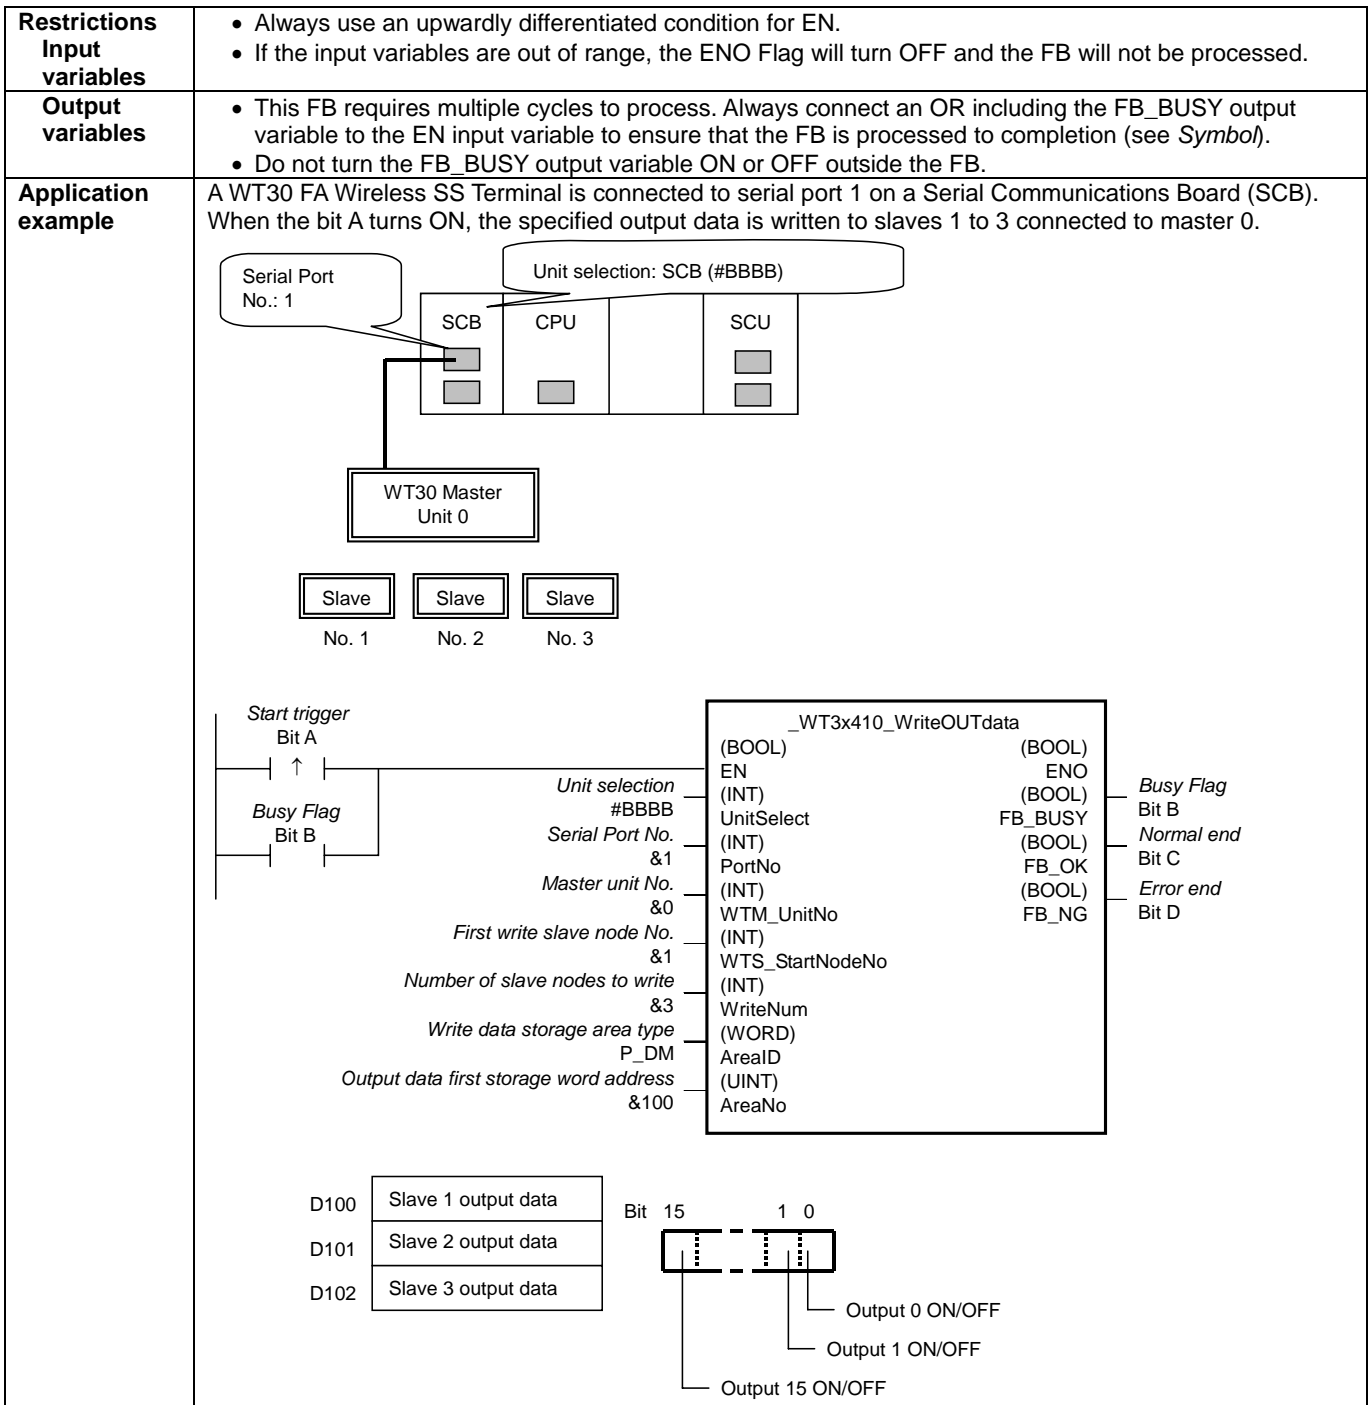 Restrictions
Input
variables
• Always use an upwardly differentiated condition for EN.
• If the input variables are out of range, the ENO Flag will turn OFF and the FB will not be processed.
Output
variables
• This FB requires multiple cycles to process. Always connect an OR including the FB_BUSY output
variable to the EN input variable to ensure that the FB is processed to completion (see Symbol).
• Do not turn the FB_BUSY output variable ON or OFF outside the FB.
Application
example
A WT30 FA Wireless SS Terminal is connected to serial port 1 on a Serial Communications Board (SCB).
When the bit A turns ON, the specified output data is written to slaves 1 to 3 connected to master 0.
Serial Port
No.: 1
Unit selection: SCB (#BBBB)
SCB
CPU
SCU
WT30 Master
Unit 0
Slave
Slave
Slave
No. 1
No. 2
No. 3
Start trigger
Bit A
↑
Busy Flag
Bit B
Unit selection
#BBBB
Serial Port No.
&1
Master unit No.
&0
First write slave node No.
&1
Number of slave nodes to write
&3
Write data storage area type
P_DM
Output data first storage word address
&100
_WT3x410_WriteOUTdata
(BOOL)
EN
(INT)
UnitSelect
(INT)
PortNo
(INT)
WTM_UnitNo
(INT)
WTS_StartNodeNo
(INT)
WriteNum
(WORD)
AreaID
(UINT)
AreaNo
(BOOL)
ENO
(BOOL)
FB_BUSY
(BOOL)
FB_OK
(BOOL)
FB_NG
Busy Flag
Bit B
Normal end
Bit C
Error end
Bit D
D100 Slave 1 output data
D101 Slave 2 output data
D102 Slave 3 output data
Bit 15 1 0
Output 0 ON/OFF
Output 1 ON/OFF
Output 15 ON/OFF